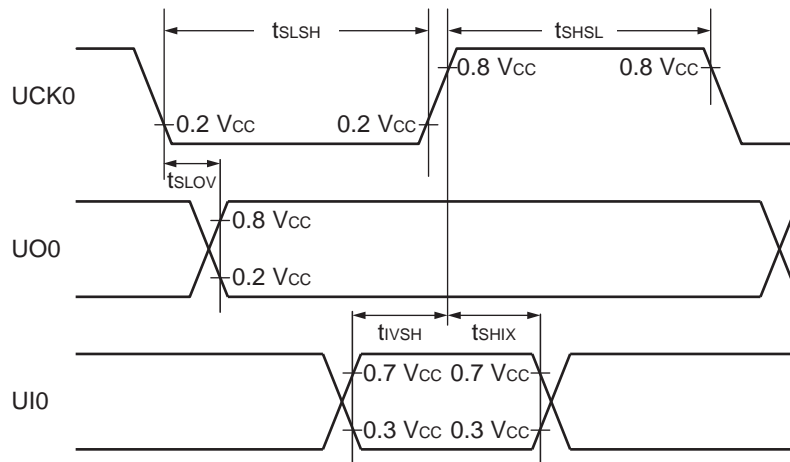 tSLSH
tSHSL
0.8 VCC
0.8 VCC
UCK0
0.2 VCC
0.2 VCC
tSLOV
0.8 VCC
UO0
0.2 VCC
tIVSH
tSHIX
0.7 VCC
0.7 VCC
UI0
0.3 VCC
0.3 VCC